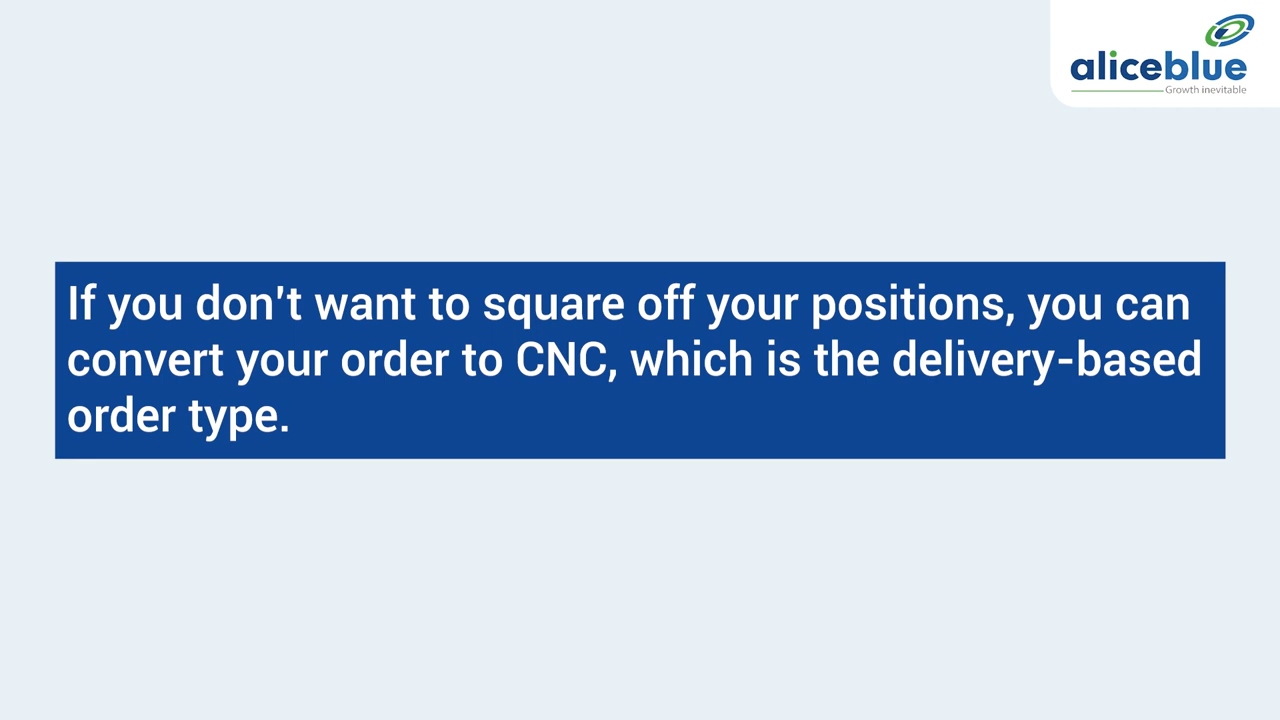 aliceblue
Growth inevitable
If you don't want to square off your positions, you can
convert your order to CNC, which is the delivery-based
order type.